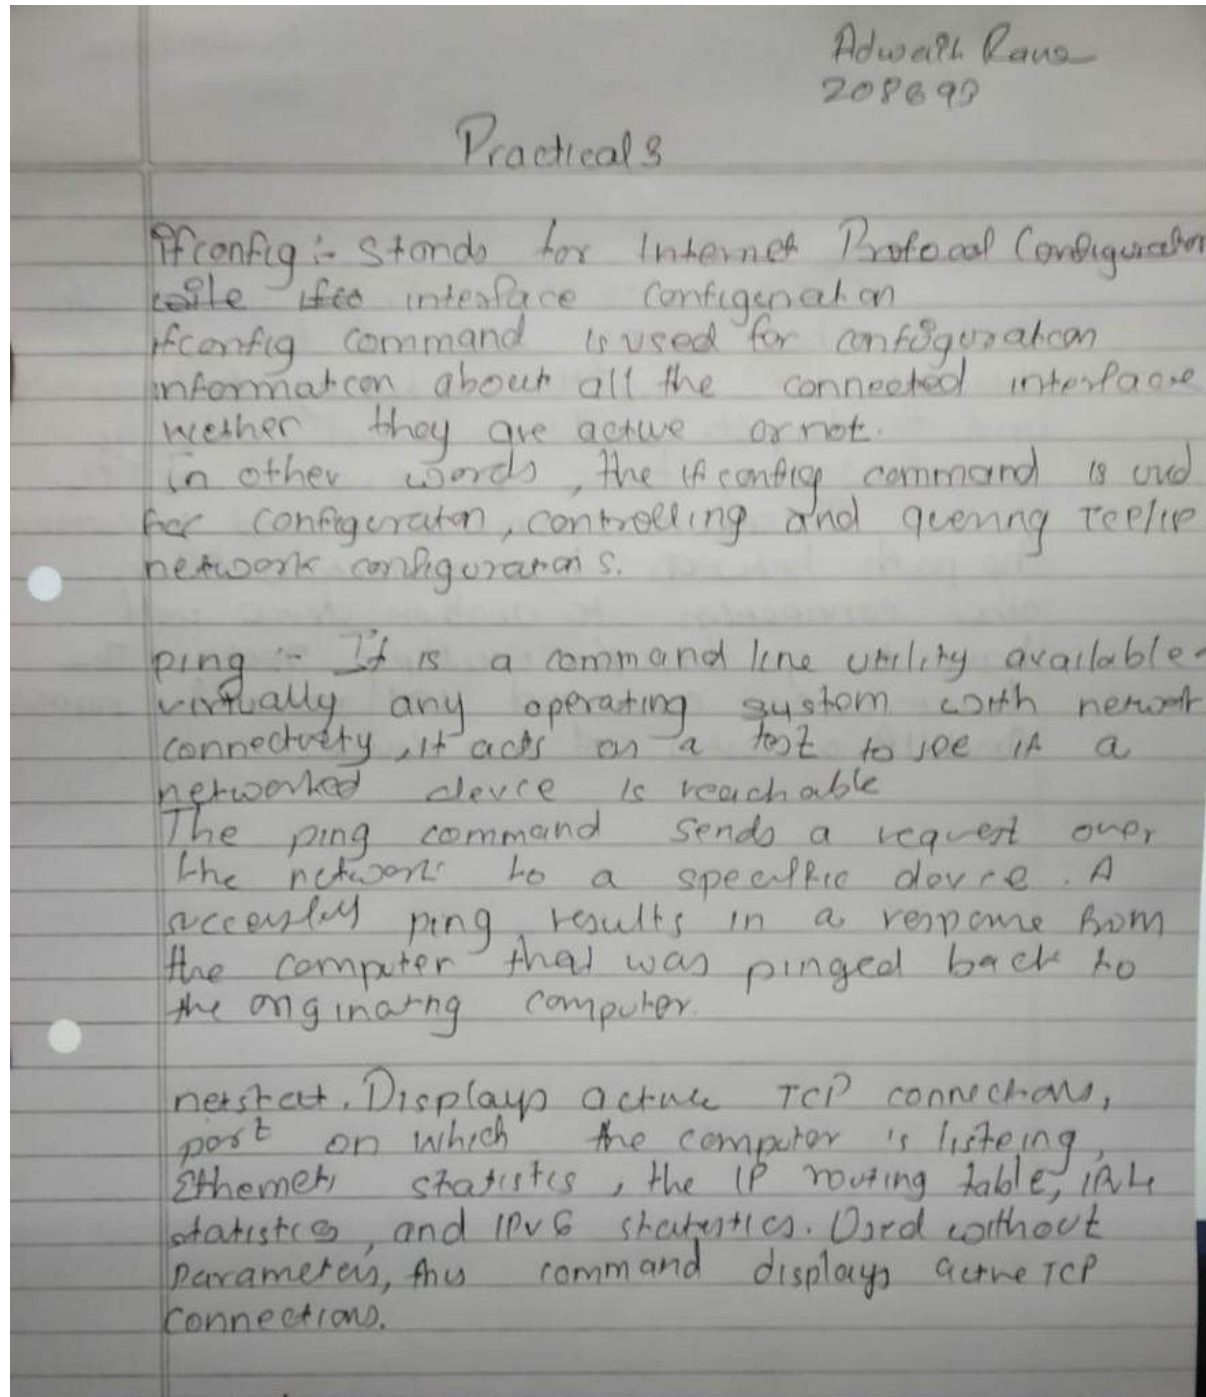 Adwaith Rane
208693
Practical 3
Ifconfig :- Stands for Internet Protocal Configuration
interface configeration
ifconfig command is used for configuration
information about all the connected interface
wether they are active or not.
in other words, the ifconfig command is used
for configeration, controlling and quering TCP/IP
network configurations.
ping :- It is a command line utility available
virtually any operating system with network
connectivity, it acts as a test to see if a
networked device is reachable
The ping command sends a request over
the network to a specific device. A
successful ping results in a response from
the computer that was pinged back to
the originating computer.
netstat. Displays active TCP connections,
port on which the computer is listeing,
Ethernet, statistics, the IP routing table, IPv4
statistics, and IPv6 statistics. Used without
parameters, this command displays active TCP
connections.